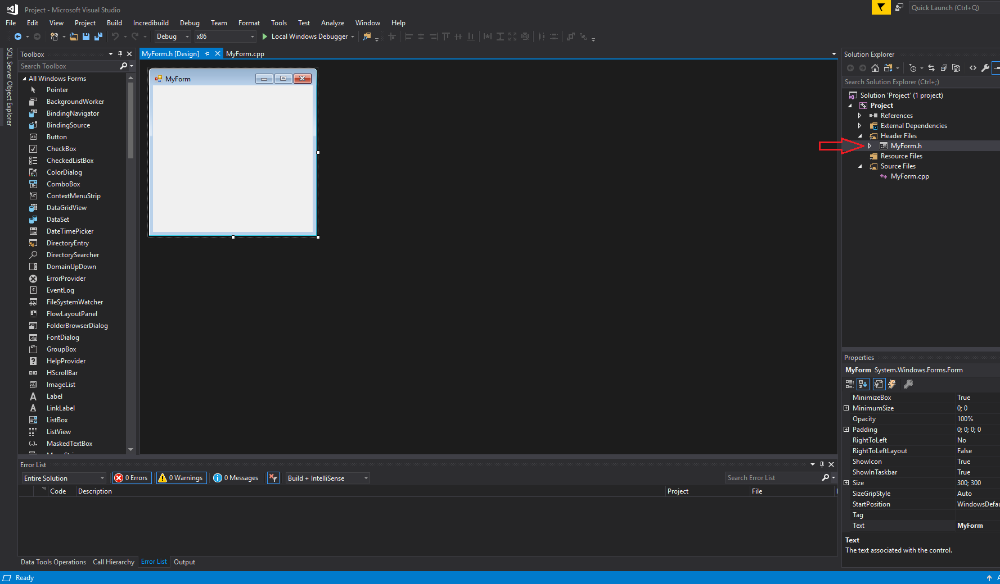 Project - Microsoft Visual Studio
Quick Launch (Ctrl+Q)
File Edit View Project Build Incredibuild Debug Team Format Tools Test Analyze Window Help
Debug x86 Local Windows Debugger
SQL Server Object Explorer
Toolbox
Search Toolbox
All Windows Forms
Pointer
BackgroundWorker
BindingNavigator
BindingSource
Button
CheckBox
CheckedListBox
ColorDialog
ComboBox
ContextMenuStrip
DataGridView
DataSet
DateTimePicker
DirectoryEntry
DirectorySearcher
DomainUpDown
ErrorProvider
EventLog
FileSystemWatcher
FlowLayoutPanel
FolderBrowserDialog
FontDialog
GroupBox
HelpProvider
HScrollBar
ImageList
Label
LinkLabel
ListBox
ListView
MaskedTextBox
MyForm.h [Design] MyForm.cpp
MyForm
Solution Explorer
Search Solution Explorer (Ctrl+;)
Solution 'Project' (1 project)
Project
References
External Dependencies
Header Files
MyForm.h
Resource Files
Source Files
MyForm.cpp
Properties
MyForm System.Windows.Forms.Form
MinimizeBox True
MinimumSize 0; 0
Opacity 100%
Padding 0; 0; 0; 0
RightToLeft No
RightToLeftLayout False
ShowIcon True
ShowInTaskbar True
Size 300; 300
SizeGripStyle Auto
StartPosition WindowsDefau
Tag
Text MyForm
Text
The text associated with the control.
Error List
Entire Solution 0 Errors 0 Warnings 0 Messages Build + IntelliSense Search Error List
Code Description Project File
Data Tools Operations Call Hierarchy Error List Output
Ready